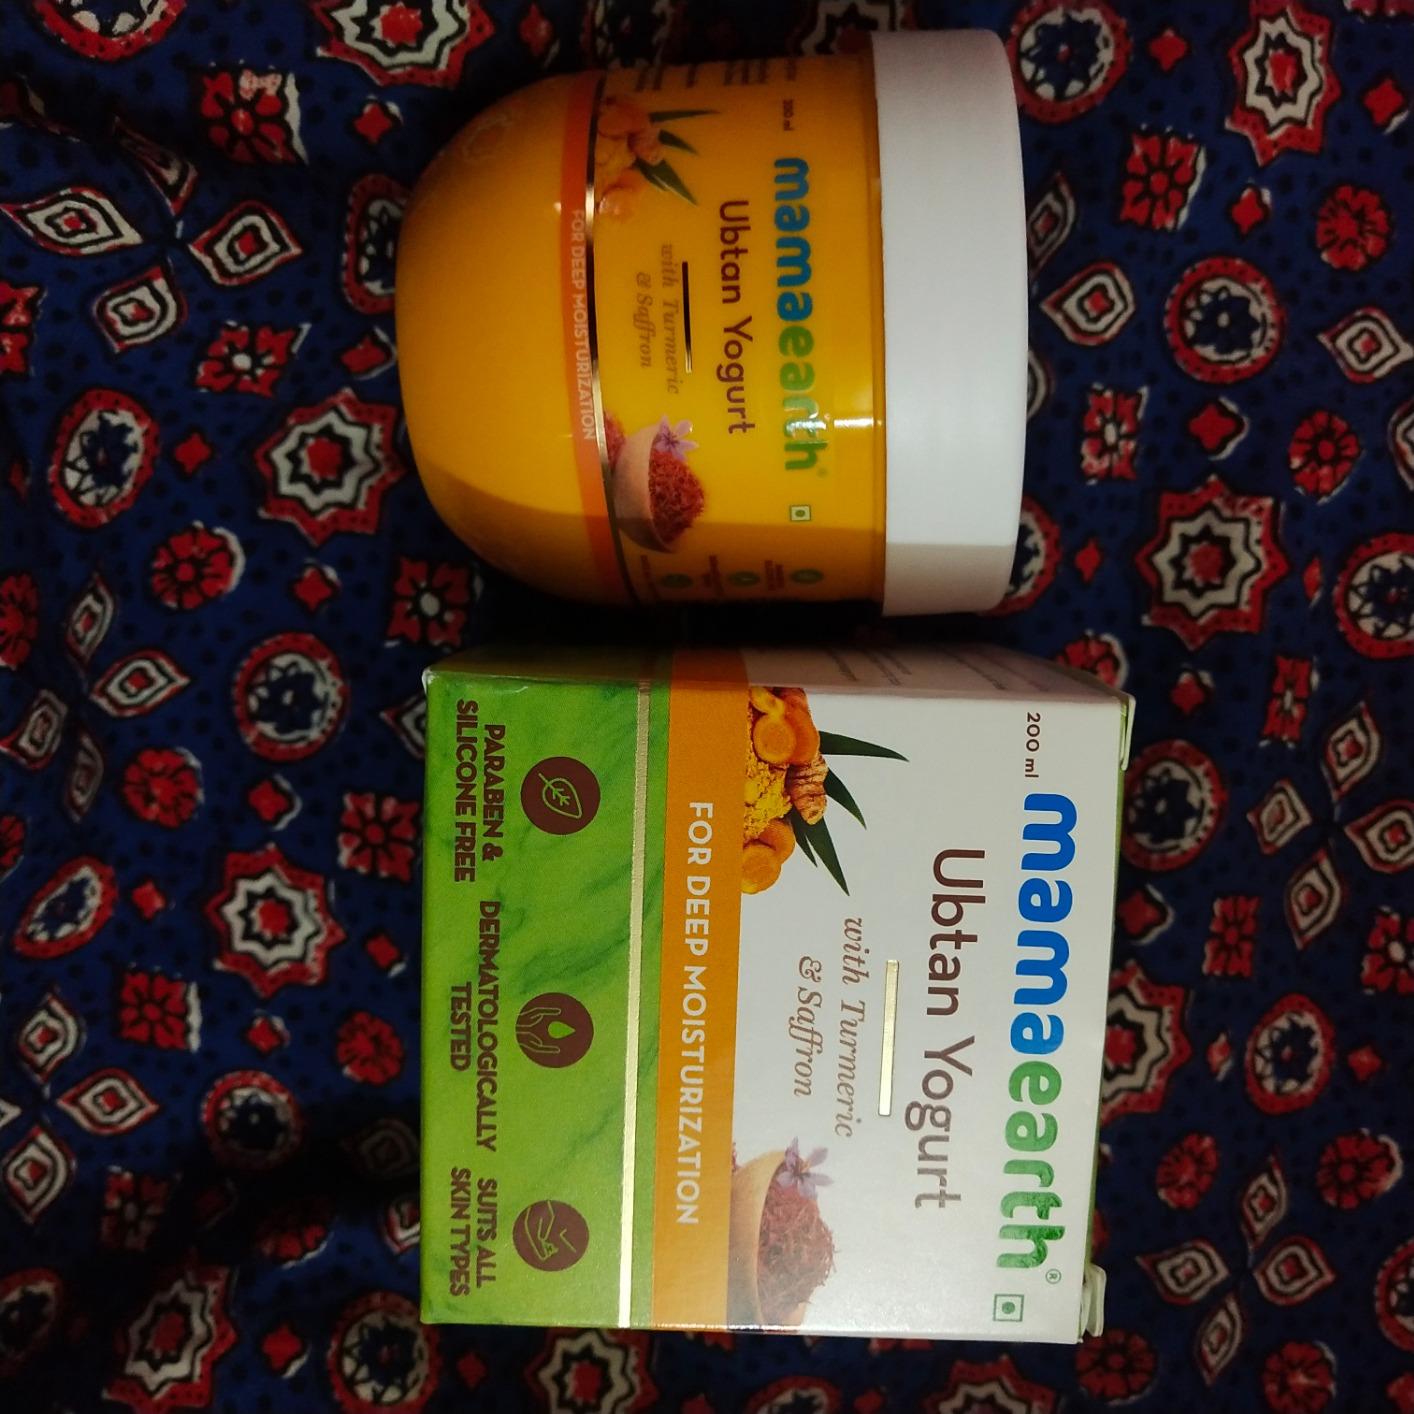 200 ml
mamaearth
Ubtan Yogurt
with Turmeric
& Saffron
FOR DEEP MOISTURIZATION
200 ml
mamaearth®
Ubtan Yogurt
with Turmeric
& Saffron
FOR DEEP MOISTURIZATION
PARABEN &
SILICONE FREE
DERMATOLOGICALLY
TESTED
SUITS ALL
SKIN TYPES